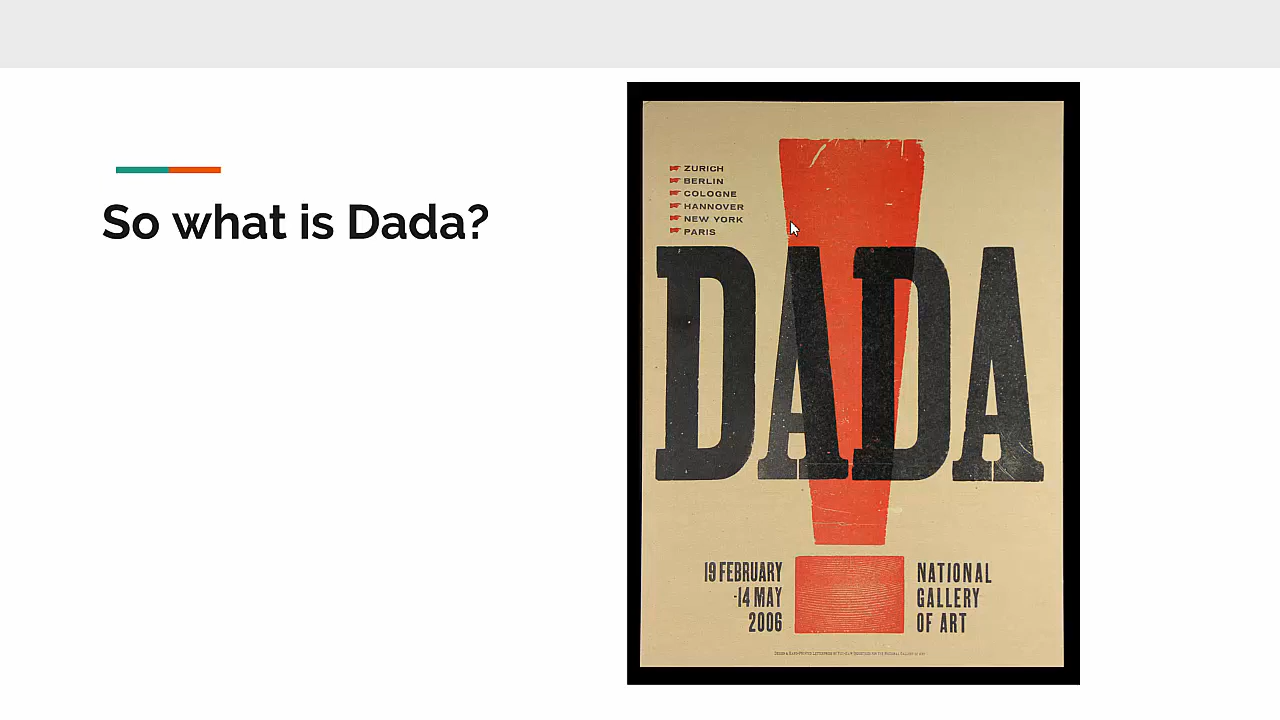 So what is Dada?
ZURICH
BERLIN
COLOGNE
HANNOVER
NEW YORK
PARIS
DADA
!
19 FEBRUARY
-14 MAY
2006
NATIONAL
GALLERY
OF ART